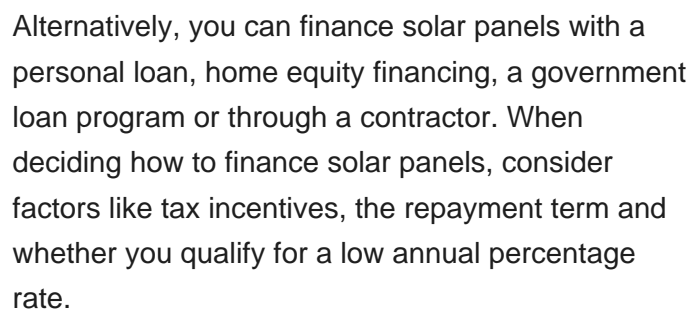 Alternatively, you can finance solar panels with a
personal loan, home equity financing, a government
loan program or through a contractor. When
deciding how to finance solar panels, consider
factors like tax incentives, the repayment term and
whether you qualify for a low annual percentage
rate.